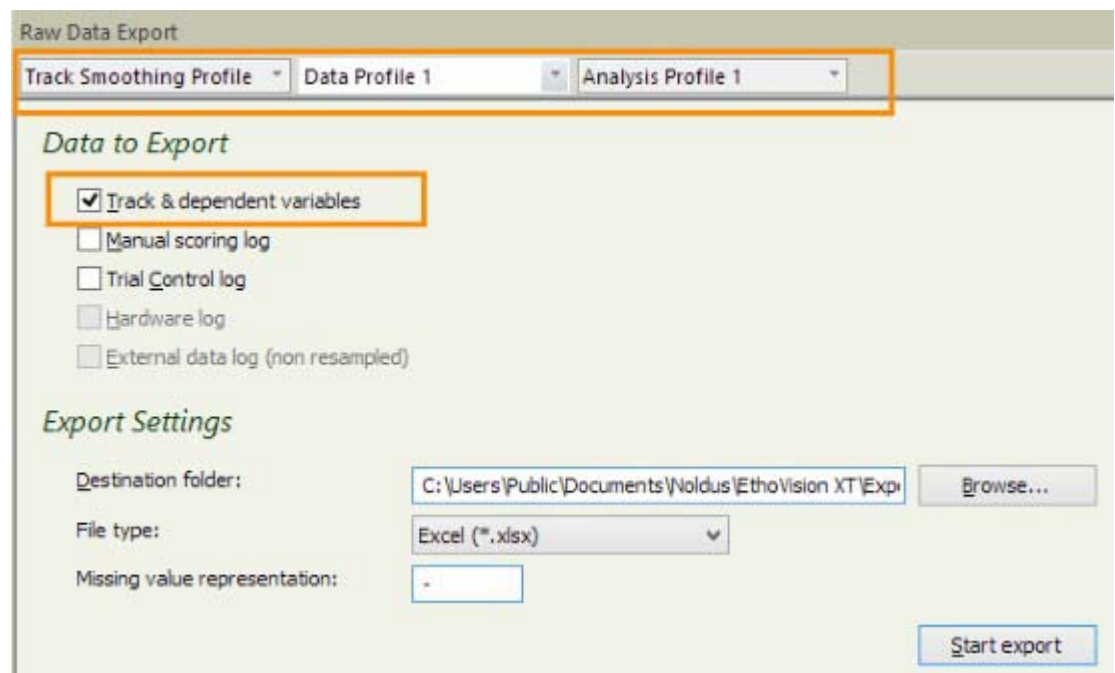 Raw Data Export
Track Smoothing Profile Data Profile 1 Analysis Profile 1
Data to Export
Track & dependent variables
Manual scoring log
Trial Control log
Hardware log
External data log (non resampled)
Export Settings
Destination folder: C:\Users\Public\Documents\Noldus\EthoVision XT\Exp Browse...
File type: Excel (*.xlsx)
Missing value representation: -
Start export